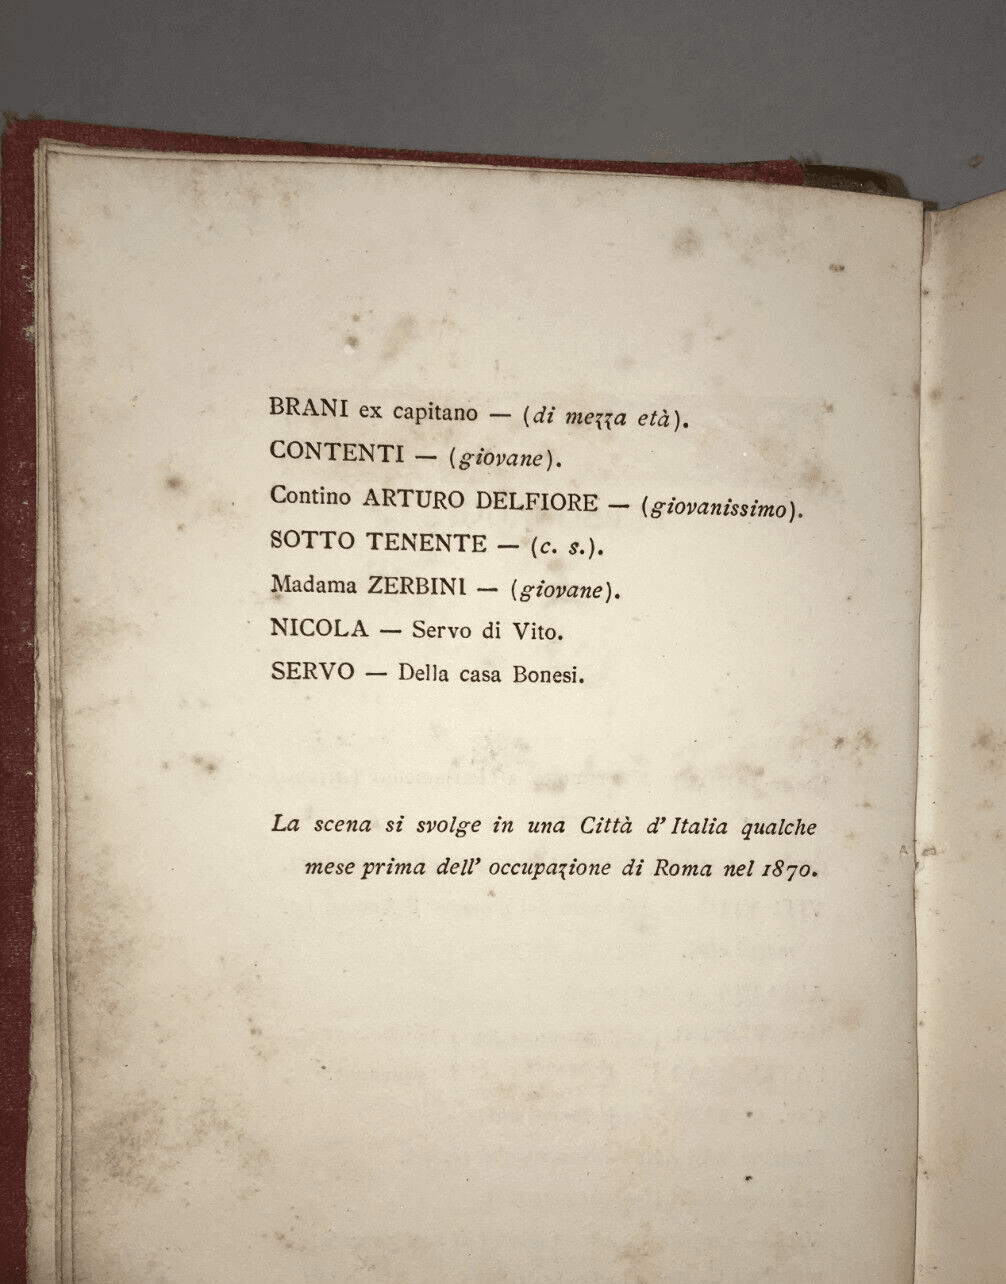 BRANI ex capitano — (di mezza età).
CONTENTI — (giovane).
Contino ARTURO DELFIORE — (giovanissimo).
SOTTO TENENTE — (c. s.).
Madama ZERBINI — (giovane).
NICOLA — Servo di Vito.
SERVO — Della casa Bonesi.
La scena si svolge in una Città d' Italia qualche
mese prima dell' occupazione di Roma nel 1870.